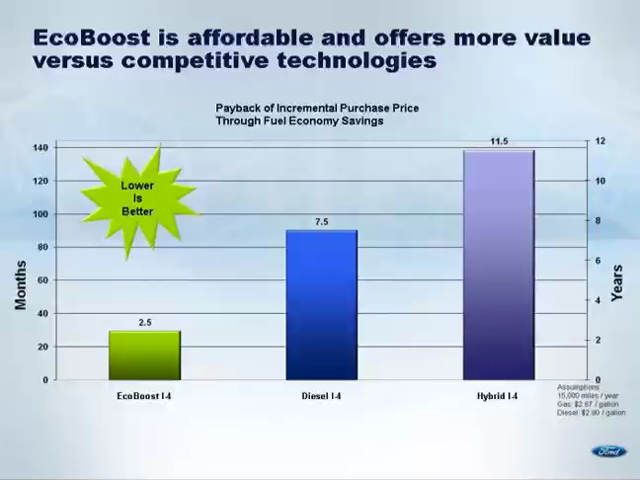 EcoBoost is affordable and offers more value
versus competitive technologies
Payback of Incremental Purchase Price
Through Fuel Economy Savings
Lower
Is
Better
140
120
100
80
60
40
20
0
Months
2.5
7.5
11.5
12
10
8
6
4
2
0
Years
EcoBoost I-4
Diesel I-4
Hybrid I-4
Assumptions:
15,000 miles / year
Gas: $2.67 / gallon
Diesel: $2.90 / gallon
Ford